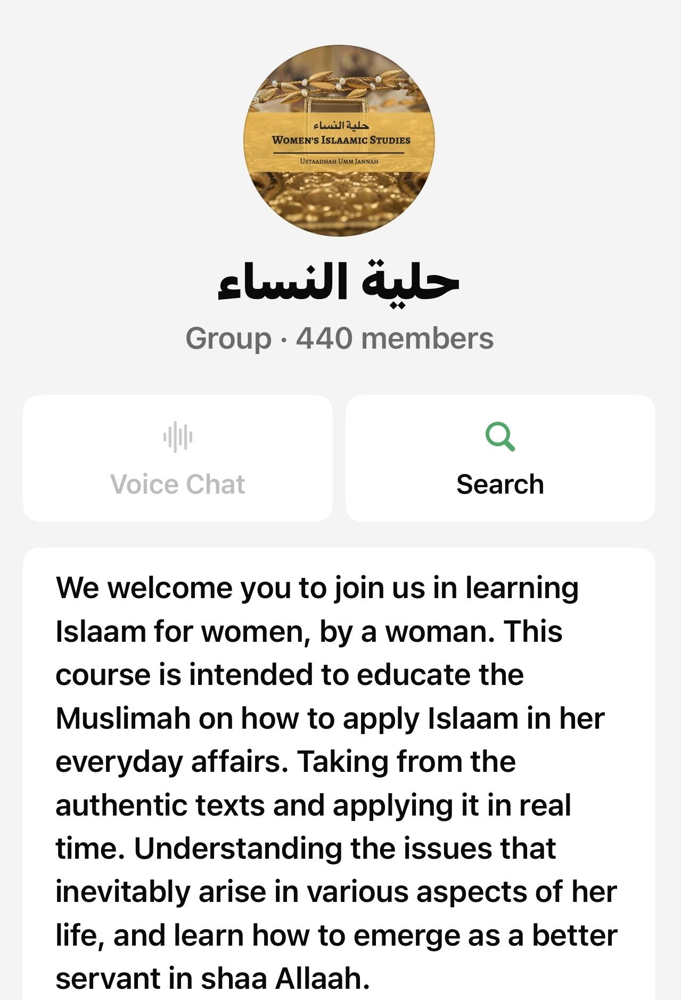 حلية النساء
Women's Islaamic Studies
Ustaadhah Umm Jannah
حلية النساء
Group · 440 members
Voice Chat
Search
We welcome you to join us in learning
Islaam for women, by a woman. This
course is intended to educate the
Muslimah on how to apply Islaam in her
everyday affairs. Taking from the
authentic texts and applying it in real
time. Understanding the issues that
inevitably arise in various aspects of her
life, and learn how to emerge as a better
servant in shaa Allaah.